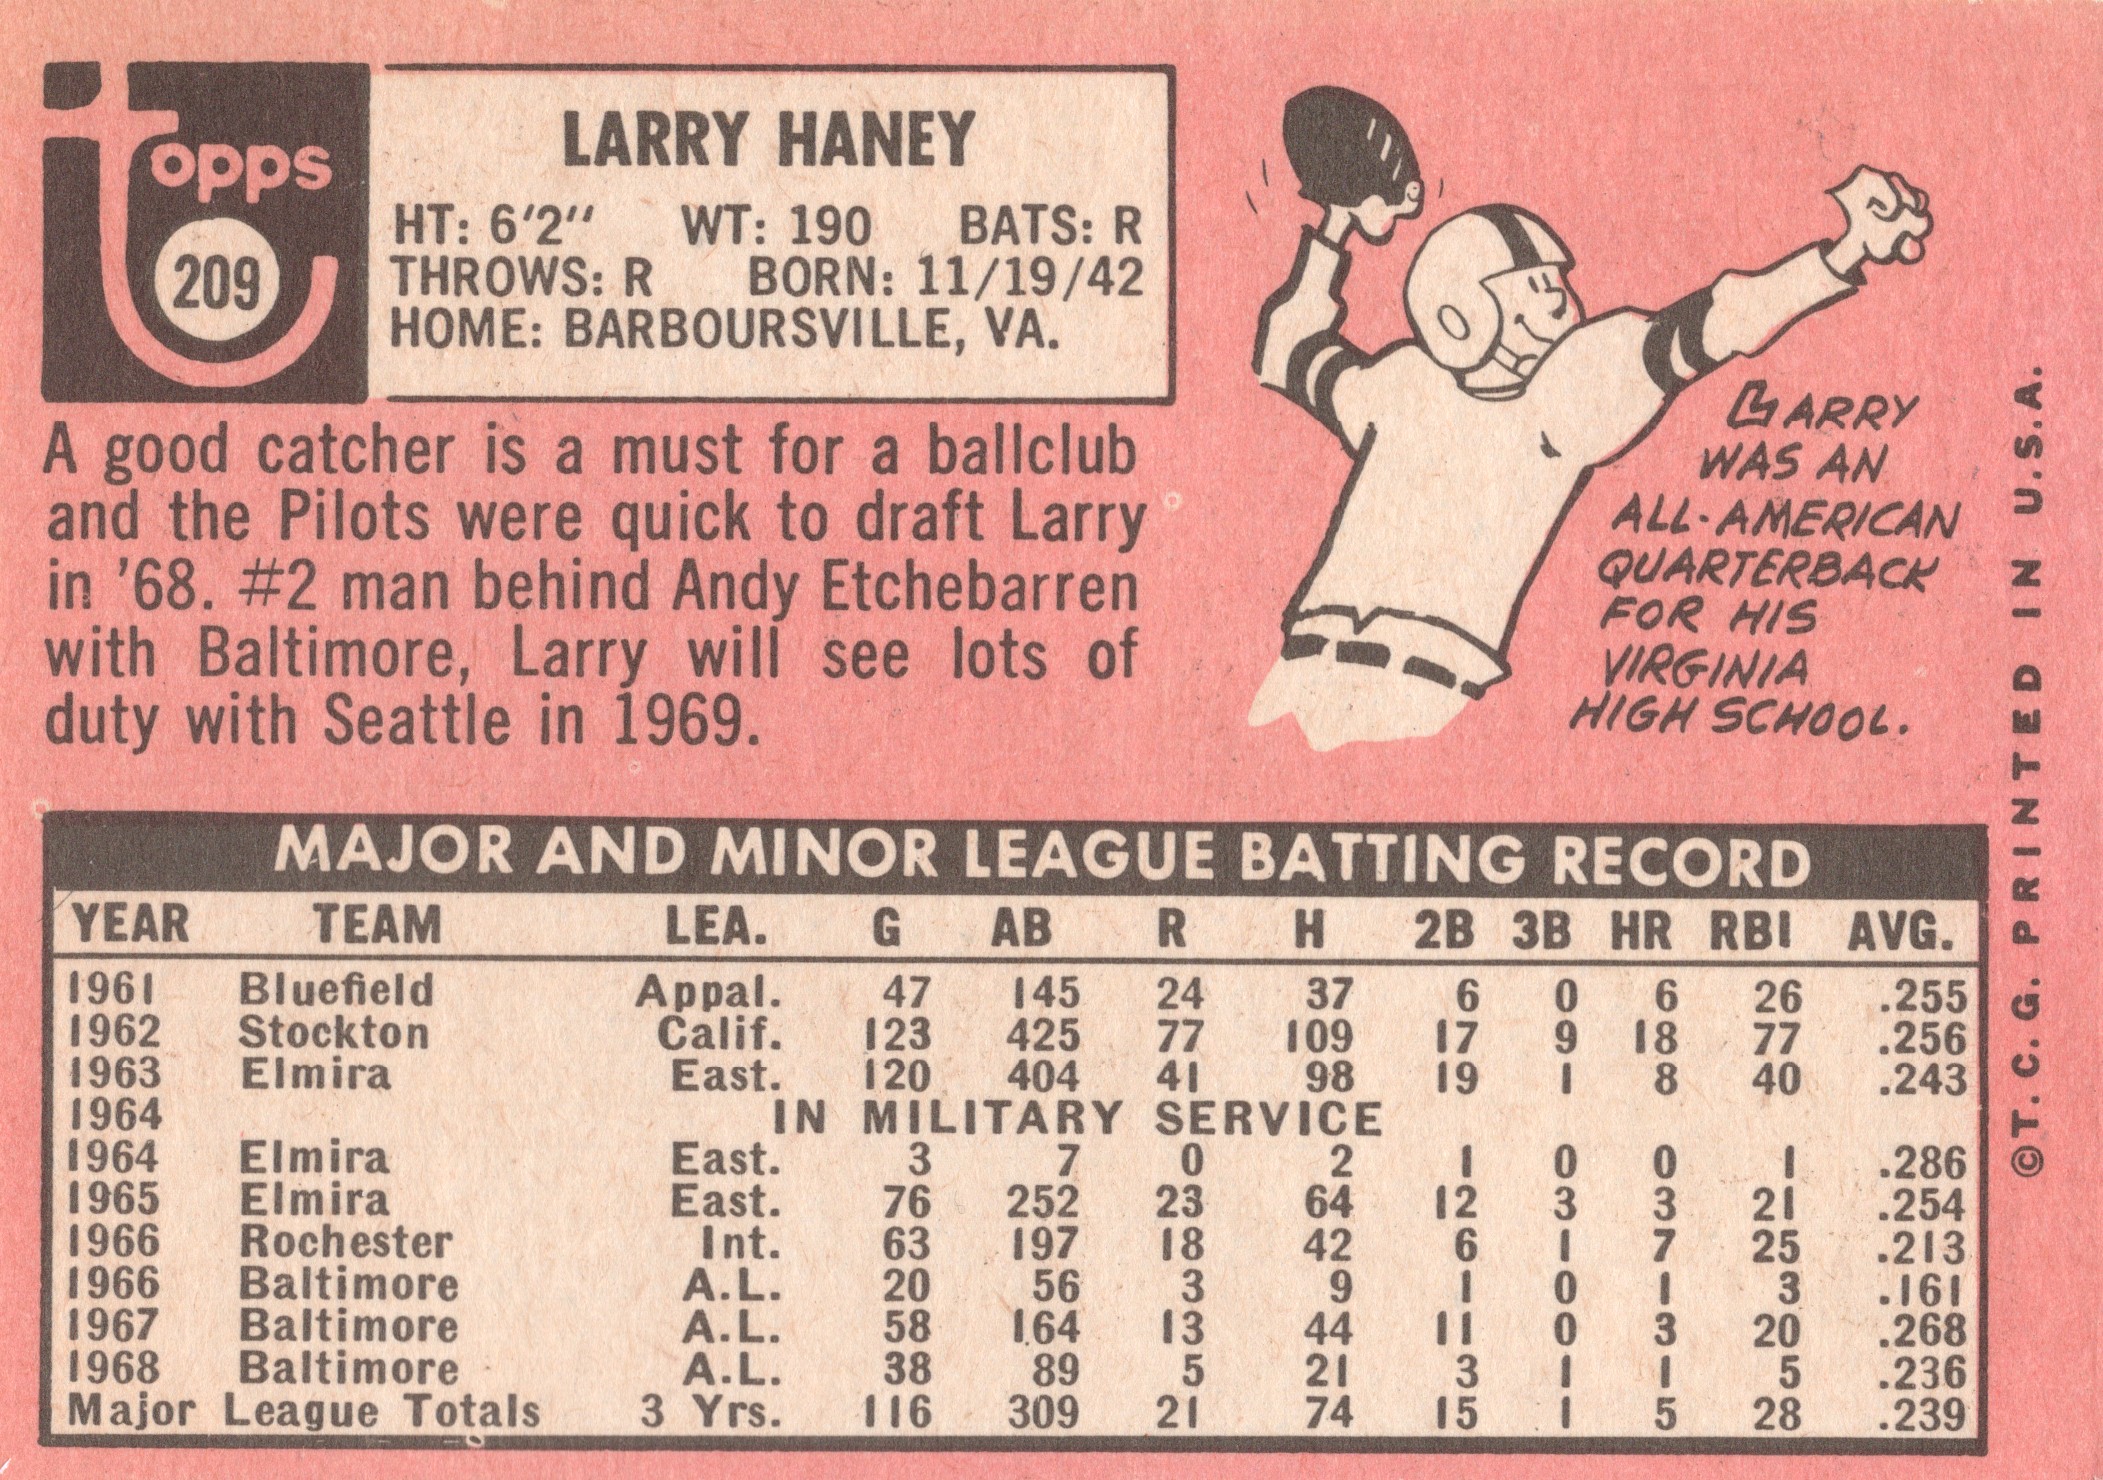 topps
209
LARRY HANEY
HT: 6'2" WT: 190 BATS: R
THROWS: R BORN: 11/19/42
HOME: BARBOURSVILLE, VA.
A good catcher is a must for a ballclub
and the Pilots were quick to draft Larry
in '68. #2 man behind Andy Etchebarren
with Baltimore, Larry will see lots of
duty with Seattle in 1969.
LARRY
WAS AN
ALL-AMERICAN
QUARTERBACK
FOR HIS
VIRGINIA
HIGH SCHOOL.
©T.C.G. PRINTED IN U.S.A.
MAJOR AND MINOR LEAGUE BATTING RECORD
YEAR TEAM LEA. G AB R H 2B 3B HR RBI AVG.
1961 Bluefield Appal. 47 145 24 37 6 0 6 26 .255
1962 Stockton Calif. 123 425 77 109 17 9 18 77 .256
1963 Elmira East. 120 404 41 98 19 1 8 40 .243
1964 IN MILITARY SERVICE
1964 Elmira East. 3 7 0 2 1 0 0 1 .286
1965 Elmira East. 76 252 23 64 12 3 3 21 .254
1966 Rochester Int. 63 197 18 42 6 1 7 25 .213
1966 Baltimore A.L. 20 56 3 9 1 0 1 3 .161
1967 Baltimore A.L. 58 164 13 44 11 0 3 20 .268
1968 Baltimore A.L. 38 89 5 21 3 1 1 5 .236
Major League Totals 3 Yrs. 116 309 21 74 15 1 5 28 .239